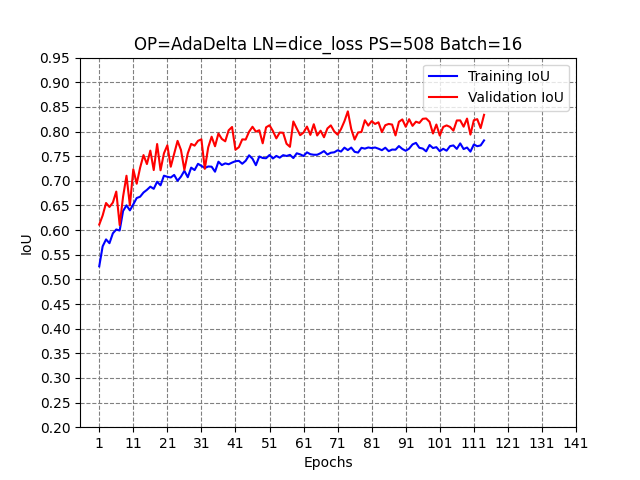 OP=AdaDelta LN=dice_loss PS=508 Batch=16
Training IoU
Validation IoU
IoU
0.95
0.90
0.85
0.80
0.75
0.70
0.65
0.60
0.55
0.50
0.45
0.40
0.35
0.30
0.25
0.20
1 11 21 31 41 51 61 71 81 91 101 111 121 131 141
Epochs